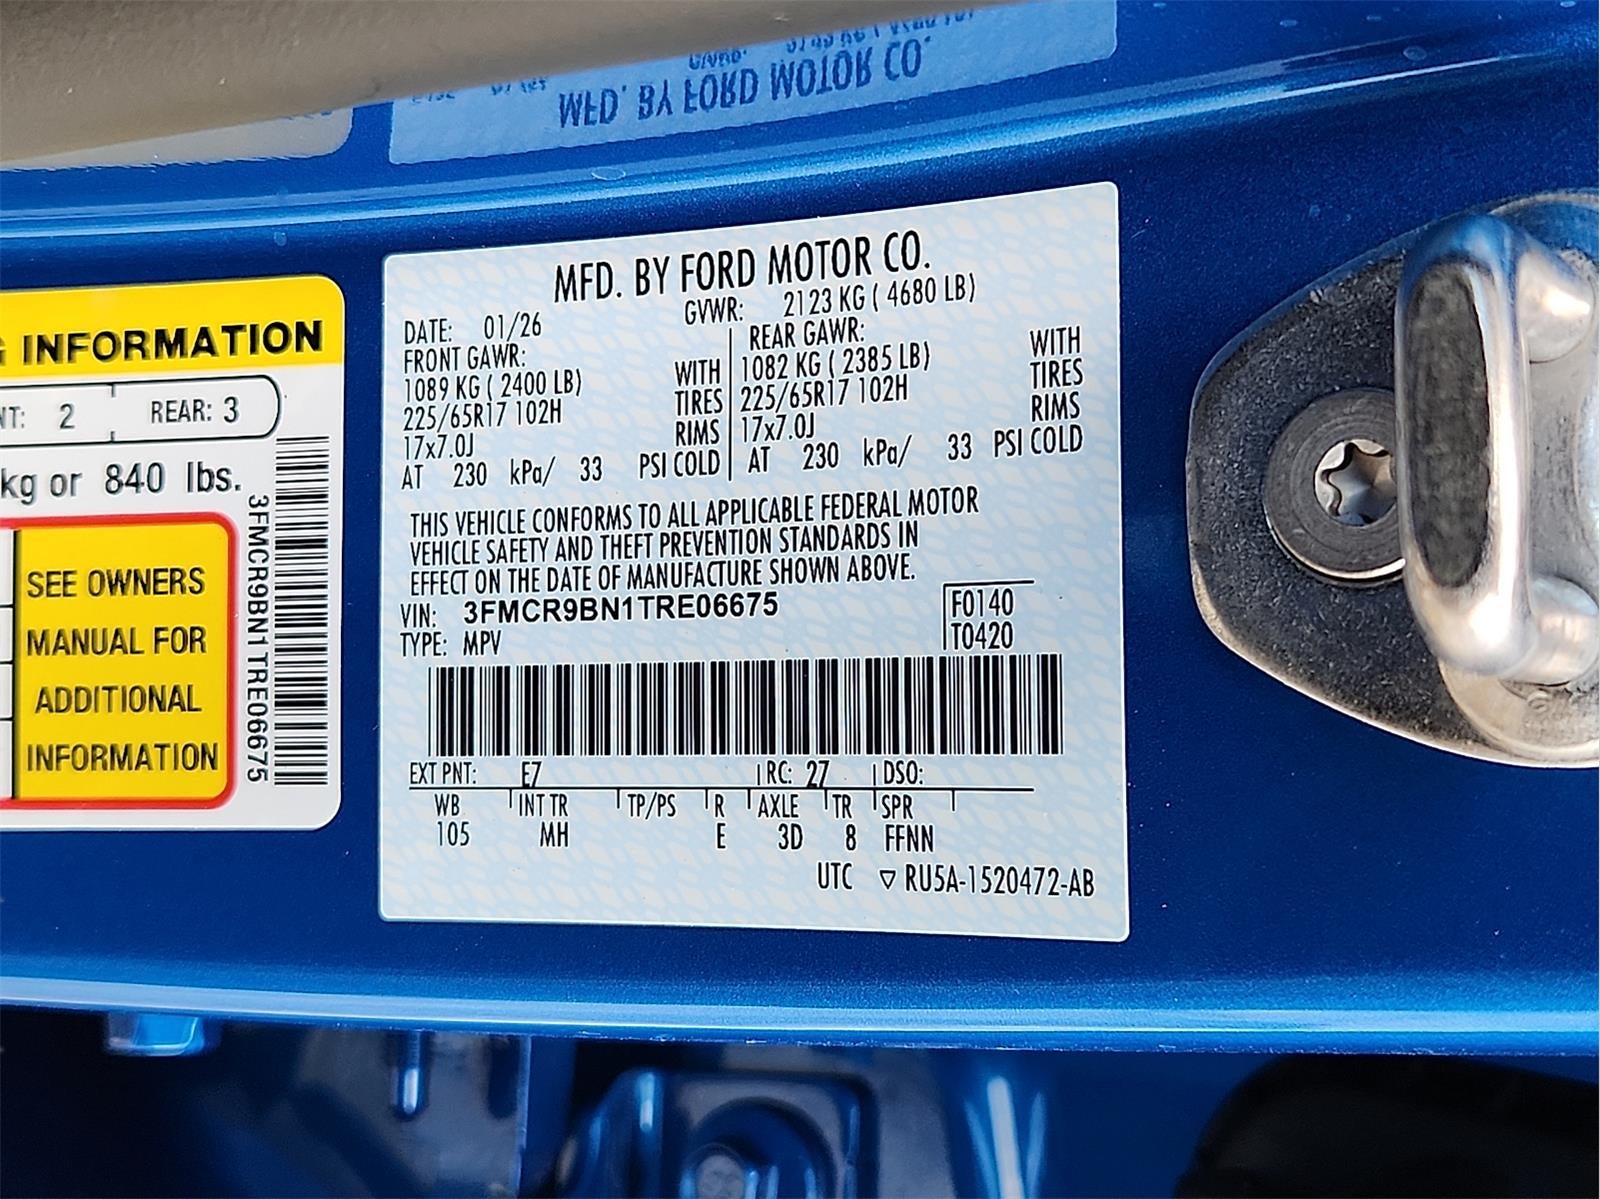 MFD. BY FORD MOTOR CO.
MFD. BY FORD MOTOR CO.
DATE: 01/26 GVWR: 2123 KG ( 4680 LB)
FRONT GAWR: REAR GAWR:
1089 KG ( 2400 LB) WITH 1082 KG ( 2385 LB) WITH
225/65R17 102H TIRES 225/65R17 102H TIRES
17x7.0J RIMS 17x7.0J RIMS
AT 230 kPa/ 33 PSI COLD AT 230 kPa/ 33 PSI COLD
THIS VEHICLE CONFORMS TO ALL APPLICABLE FEDERAL MOTOR
VEHICLE SAFETY AND THEFT PREVENTION STANDARDS IN
EFFECT ON THE DATE OF MANUFACTURE SHOWN ABOVE.
VIN: 3FMCR9BN1TRE06675 F0140
TYPE: MPV T0420
EXT PNT: E7 RC: 27 DSO:
WB INT TR TP/PS R AXLE TR SPR
105 MH E 3D 8 FFNN
UTC ▽ RU5A-1520472-AB
INFORMATION
2 REAR: 3
kg or 840 lbs.
SEE OWNERS
MANUAL FOR
ADDITIONAL
INFORMATION
3FMCR9BN1TRE06675